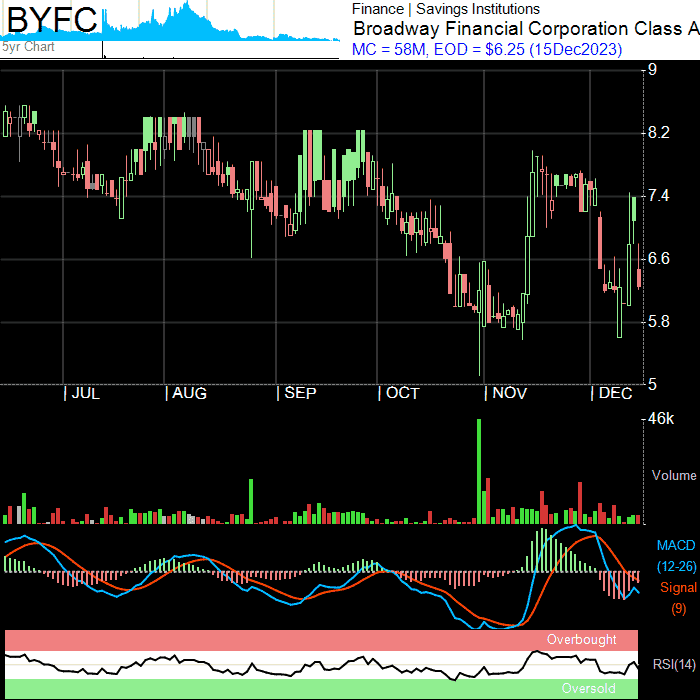 BYFC
5yr Chart
Finance | Savings Institutions
Broadway Financial Corporation Class A
MC = 58M, EOD = $6.25 (15Dec2023)
9
8.2
7.4
6.6
5.8
5
| JUL | AUG | SEP | OCT | NOV | DEC
46k
Volume
MACD
(12-26)
Signal
(9)
Overbought
RSI(14)
Oversold